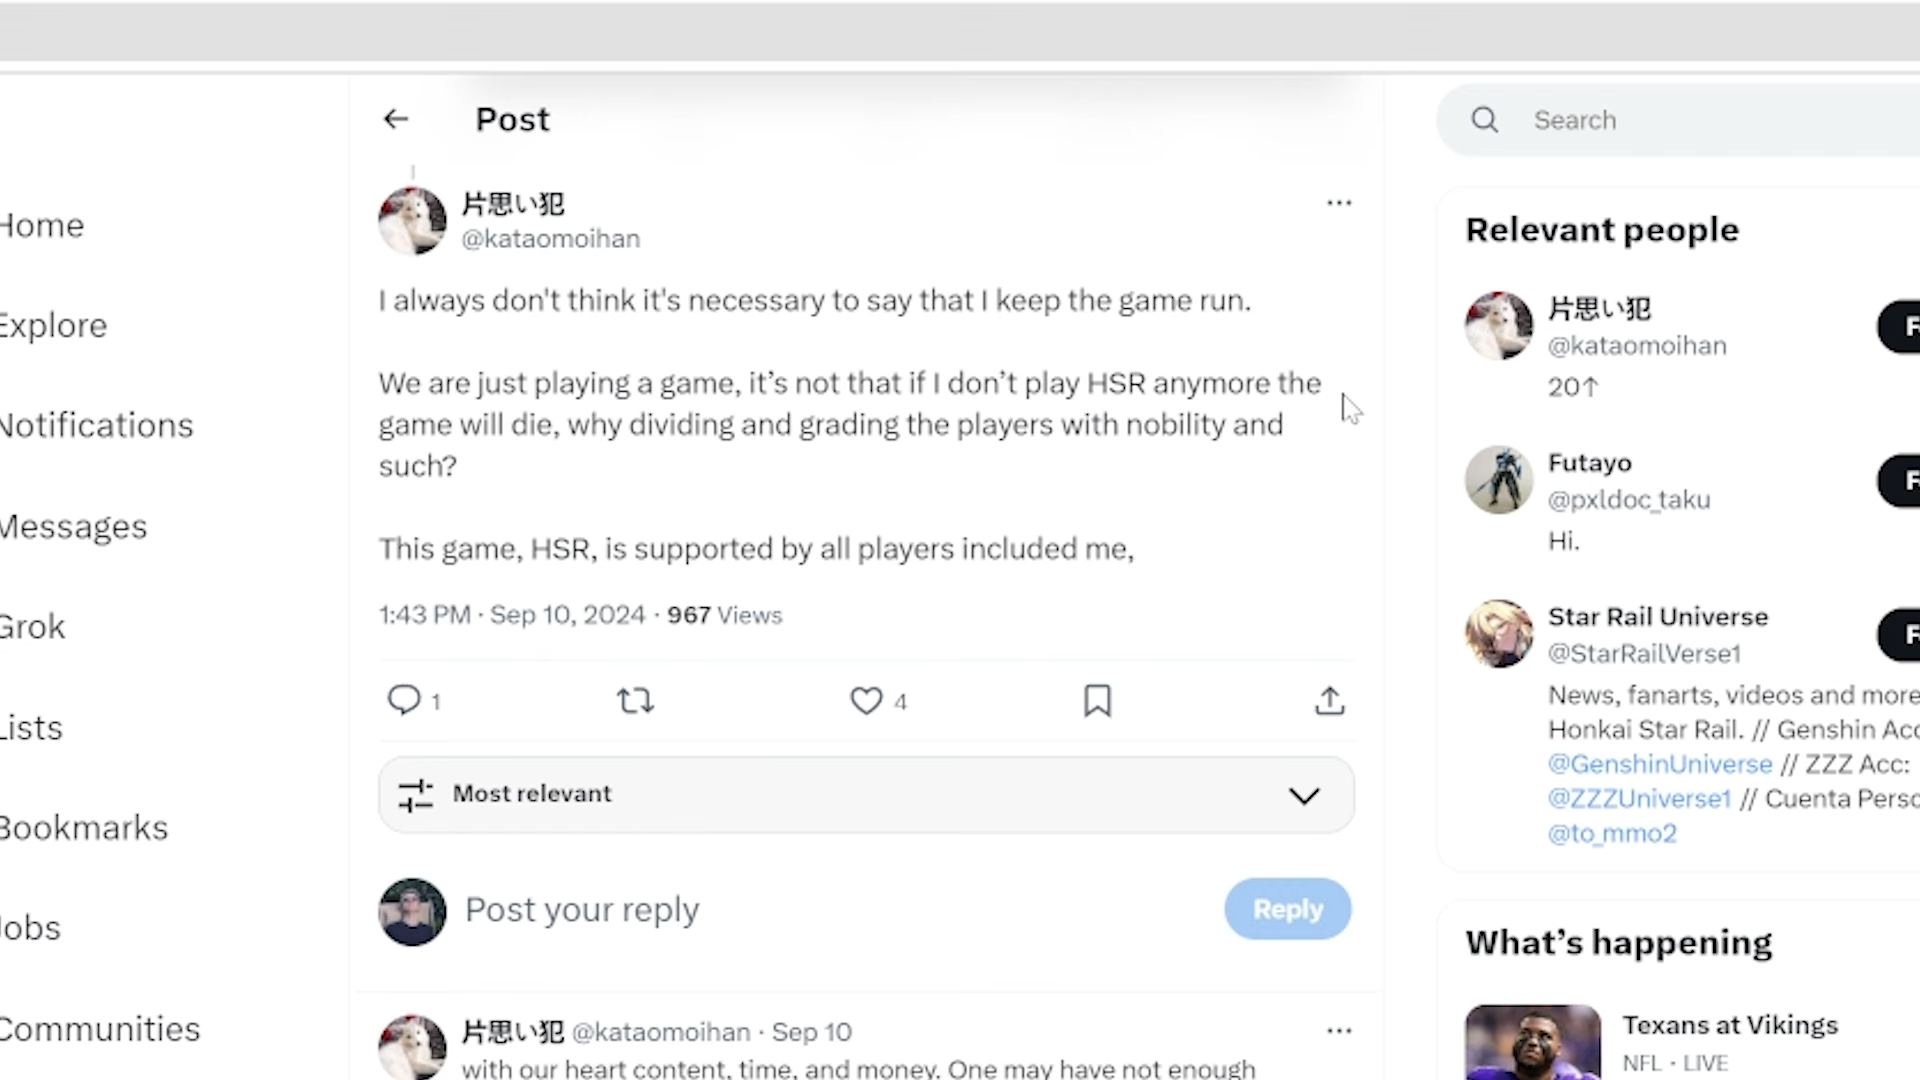 Post
Search
Home
Explore
Notifications
Messages
Grok
Lists
Bookmarks
Jobs
Communities
片思い犯
@kataomoihan
I always don't think it's necessary to say that I keep the game run.
We are just playing a game, it’s not that if I don’t play HSR anymore the
game will die, why dividing and grading the players with nobility and
such?
This game, HSR, is supported by all players included me,
1:43 PM · Sep 10, 2024 · 967 Views
1
4
Most relevant
Post your reply
Reply
片思い犯 @kataomoihan · Sep 10
with our heart content, time, and money. One may have not enough
Relevant people
片思い犯
@kataomoihan
20↑
F
Futayo
@pxldoc_taku
Hi.
F
Star Rail Universe
@StarRailVerse1
F
News, fanarts, videos and more
Honkai Star Rail. // Genshin Acc
@GenshinUniverse // ZZZ Acc:
@ZZZUniverse1 // Cuenta Perso
@to_mmo2
What’s happening
Texans at Vikings
NFL · LIVE